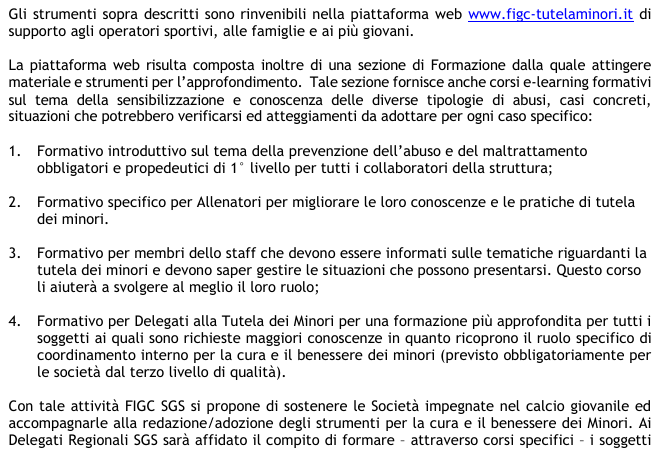 Gli strumenti sopra descritti sono rinvenibili nella piattaforma web www.figc-tutelaminori.it di
supporto agli operatori sportivi, alle famiglie e ai più giovani.
La piattaforma web risulta composta inoltre di una sezione di Formazione dalla quale attingere
materiale e strumenti per l'approfondimento. Tale sezione fornisce anche corsi e-learning formativi
sul tema della sensibilizzazione e conoscenza delle diverse tipologie di abusi, casi concreti,
situazioni che potrebbero verificarsi ed atteggiamenti da adottare per ogni caso specifico:
1. Formativo introduttivo sul tema della prevenzione dell'abuso e del maltrattamento
obbligatori e propedeutici di 1° livello per tutti i collaboratori della struttura;
2. Formativo specifico per Allenatori per migliorare le loro conoscenze e le pratiche di tutela
dei minori.
3. Formativo per membri dello staff che devono essere informati sulle tematiche riguardanti la
tutela dei minori e devono saper gestire le situazioni che possono presentarsi. Questo corso
li aiuterà a svolgere al meglio il loro ruolo;
4. Formativo per Delegati alla Tutela dei Minori per una formazione più approfondita per tutti i
soggetti ai quali sono richieste maggiori conoscenze in quanto ricoprono il ruolo specifico di
coordinamento interno per la cura e il benessere dei minori (previsto obbligatoriamente per
le società dal terzo livello di qualità).
Con tale attività FIGC SGS si propone di sostenere le Società impegnate nel calcio giovanile ed
accompagnarle alla redazione/adozione degli strumenti per la cura e il benessere dei Minori. Ai
Delegati Regionali SGS sarà affidato il compito di formare – attraverso corsi specifici – i soggetti